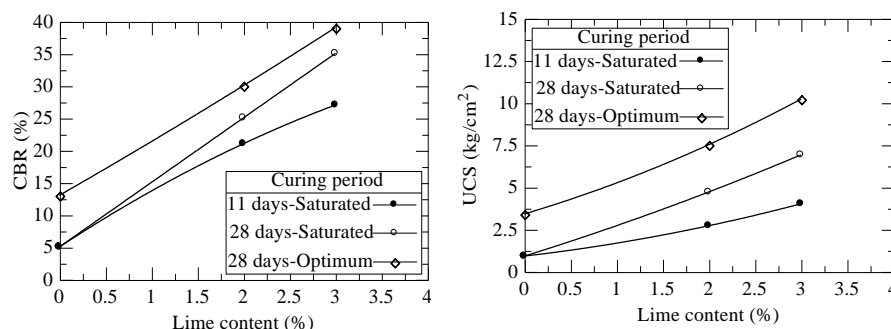 40
35
30
25
20
15
10
5
0
CBR (%)
Curing period
11 days-Saturated
28 days-Saturated
28 days-Optimum
0 0.5 1 1.5 2 2.5 3 3.5 4
Lime content (%)
15
12.5
10
7.5
5
2.5
0
UCS (kg/cm²)
Curing period
11 days-Saturated
28 days-Saturated
28 days-Optimum
0 0.5 1 1.5 2 2.5 3 3.5 4
Lime content (%)